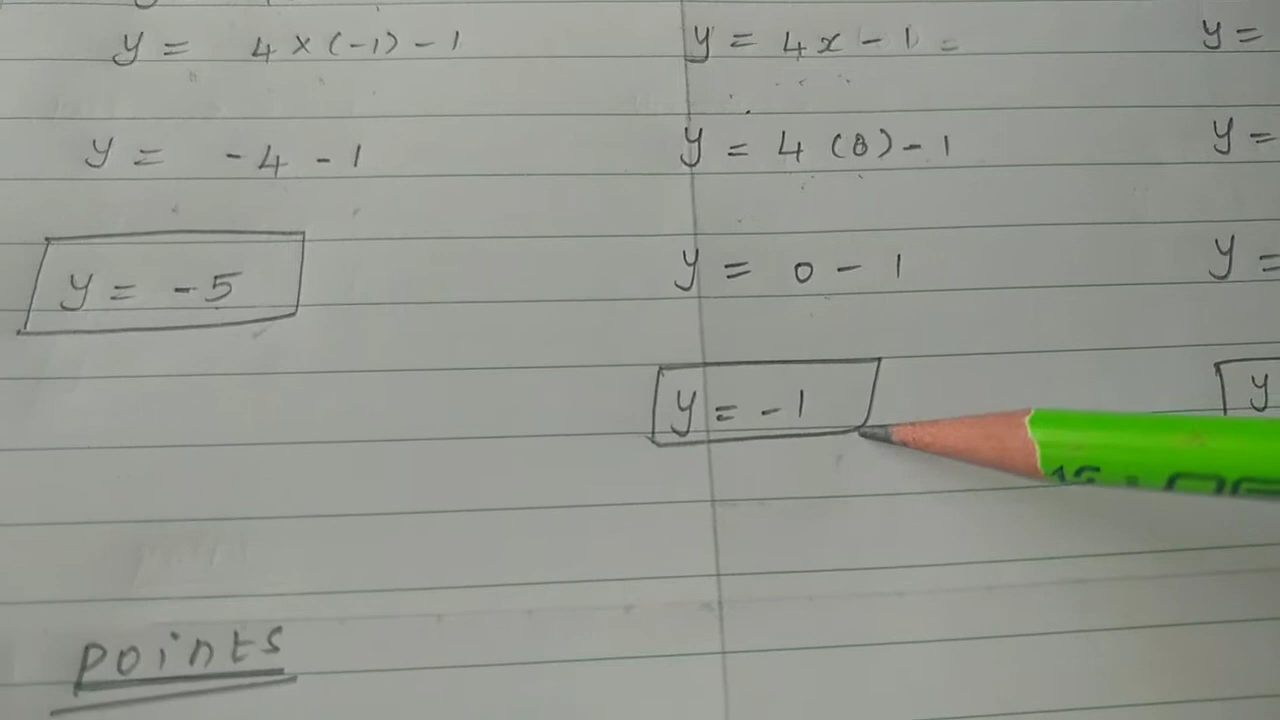 y = 4 × (-1) - 1
y = -4 - 1
y = -5
y = 4x - 1 =
y = 4 (0) - 1
y = 0 - 1
y = -1
y =
y =
y =
y
points